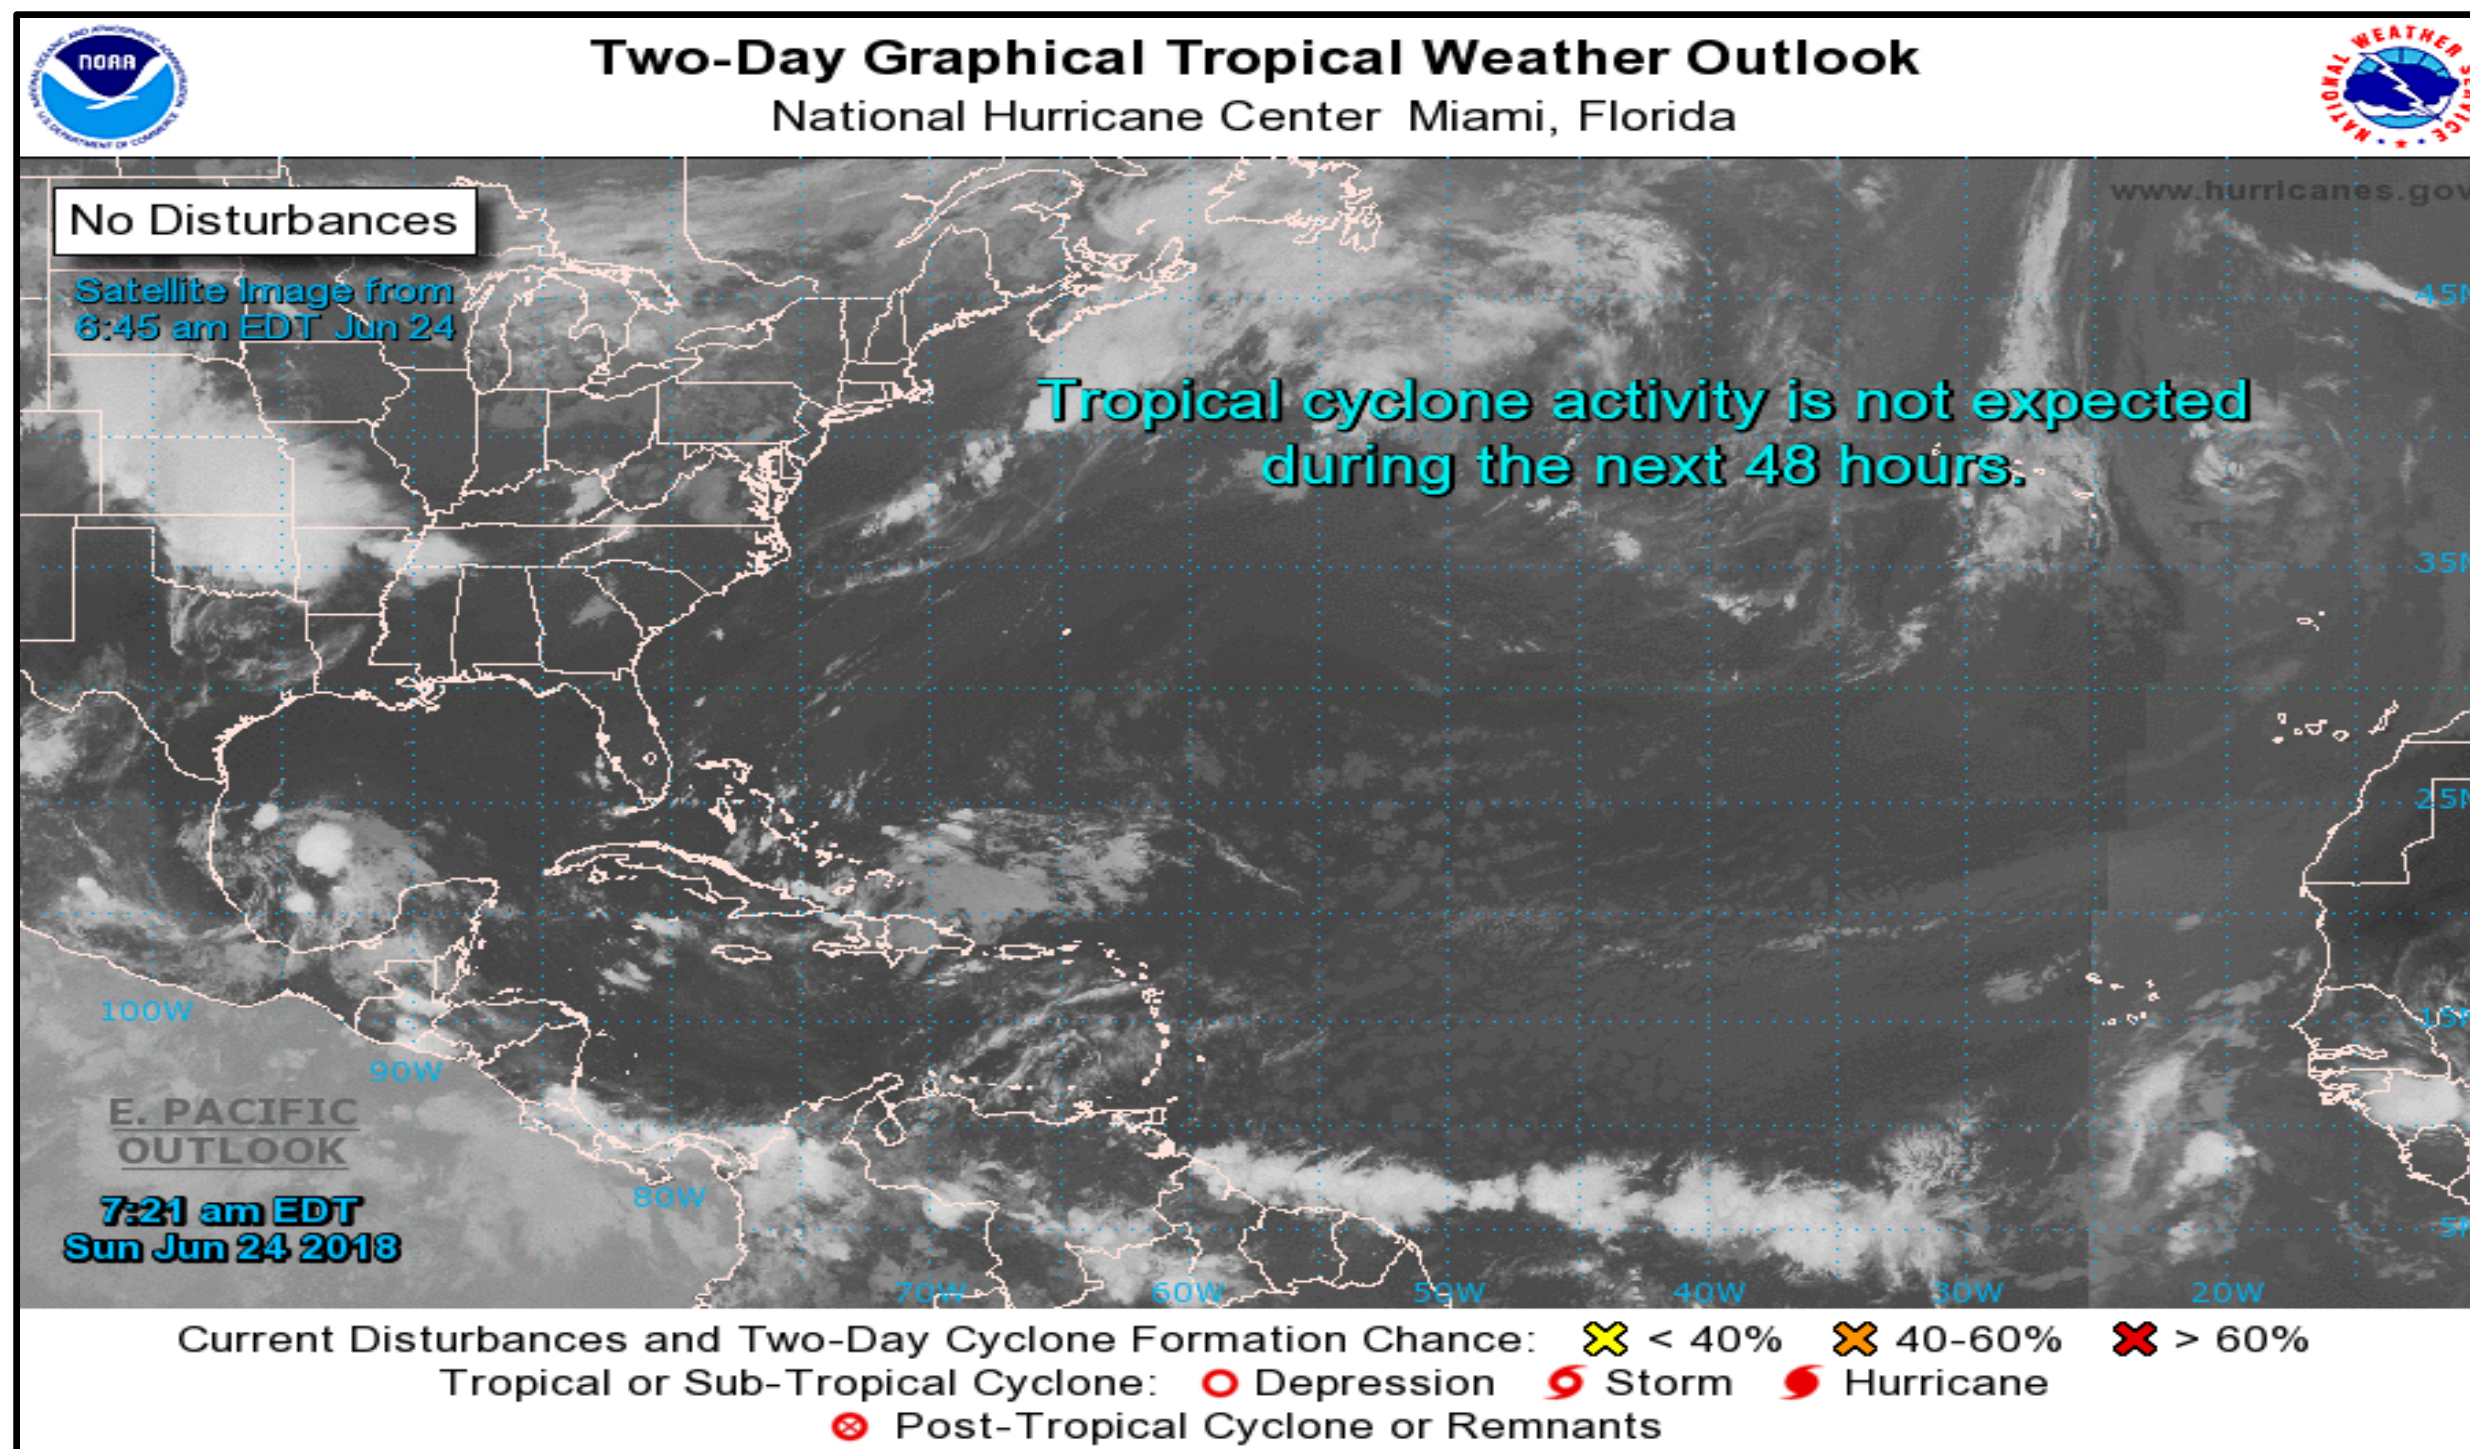 NOAA
Two-Day Graphical Tropical Weather Outlook
National Hurricane Center Miami, Florida
NATIONAL WEATHER
No Disturbances
www.hurricanes.gov
Satellite Image from
6:45 am EDT Jun 24
45N
Tropical cyclone activity is not expected
during the next 48 hours.
35N
25N
100W
15N
90W
E. PACIFIC
OUTLOOK
80W
7:21 am EDT
Sun Jun 24 2018
5N
70W 60W 50W 40W 30W 20W
Current Disturbances and Two-Day Cyclone Formation Chance: < 40% 40-60% > 60%
Tropical or Sub-Tropical Cyclone: Depression Storm Hurricane
Post-Tropical Cyclone or Remnants